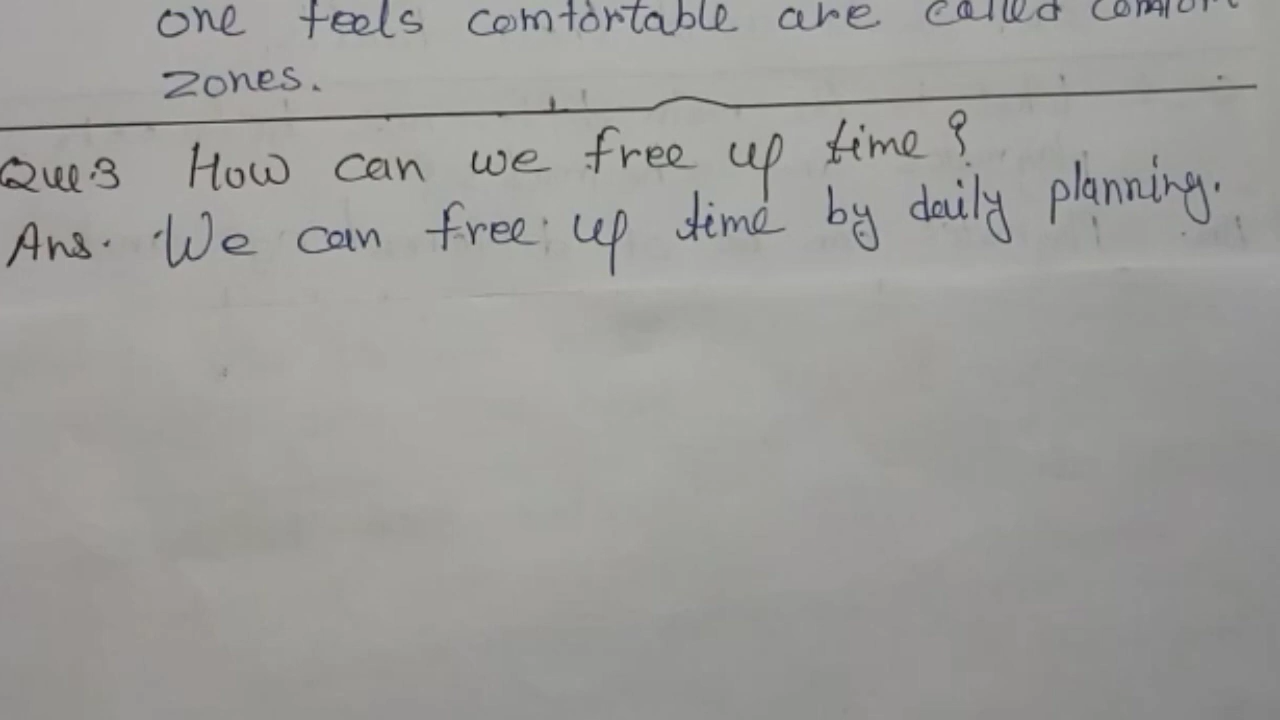 one feels comfortable are called comfort
zones.
Que.3 How can we free up time?
Ans. We can free up time by daily planning.